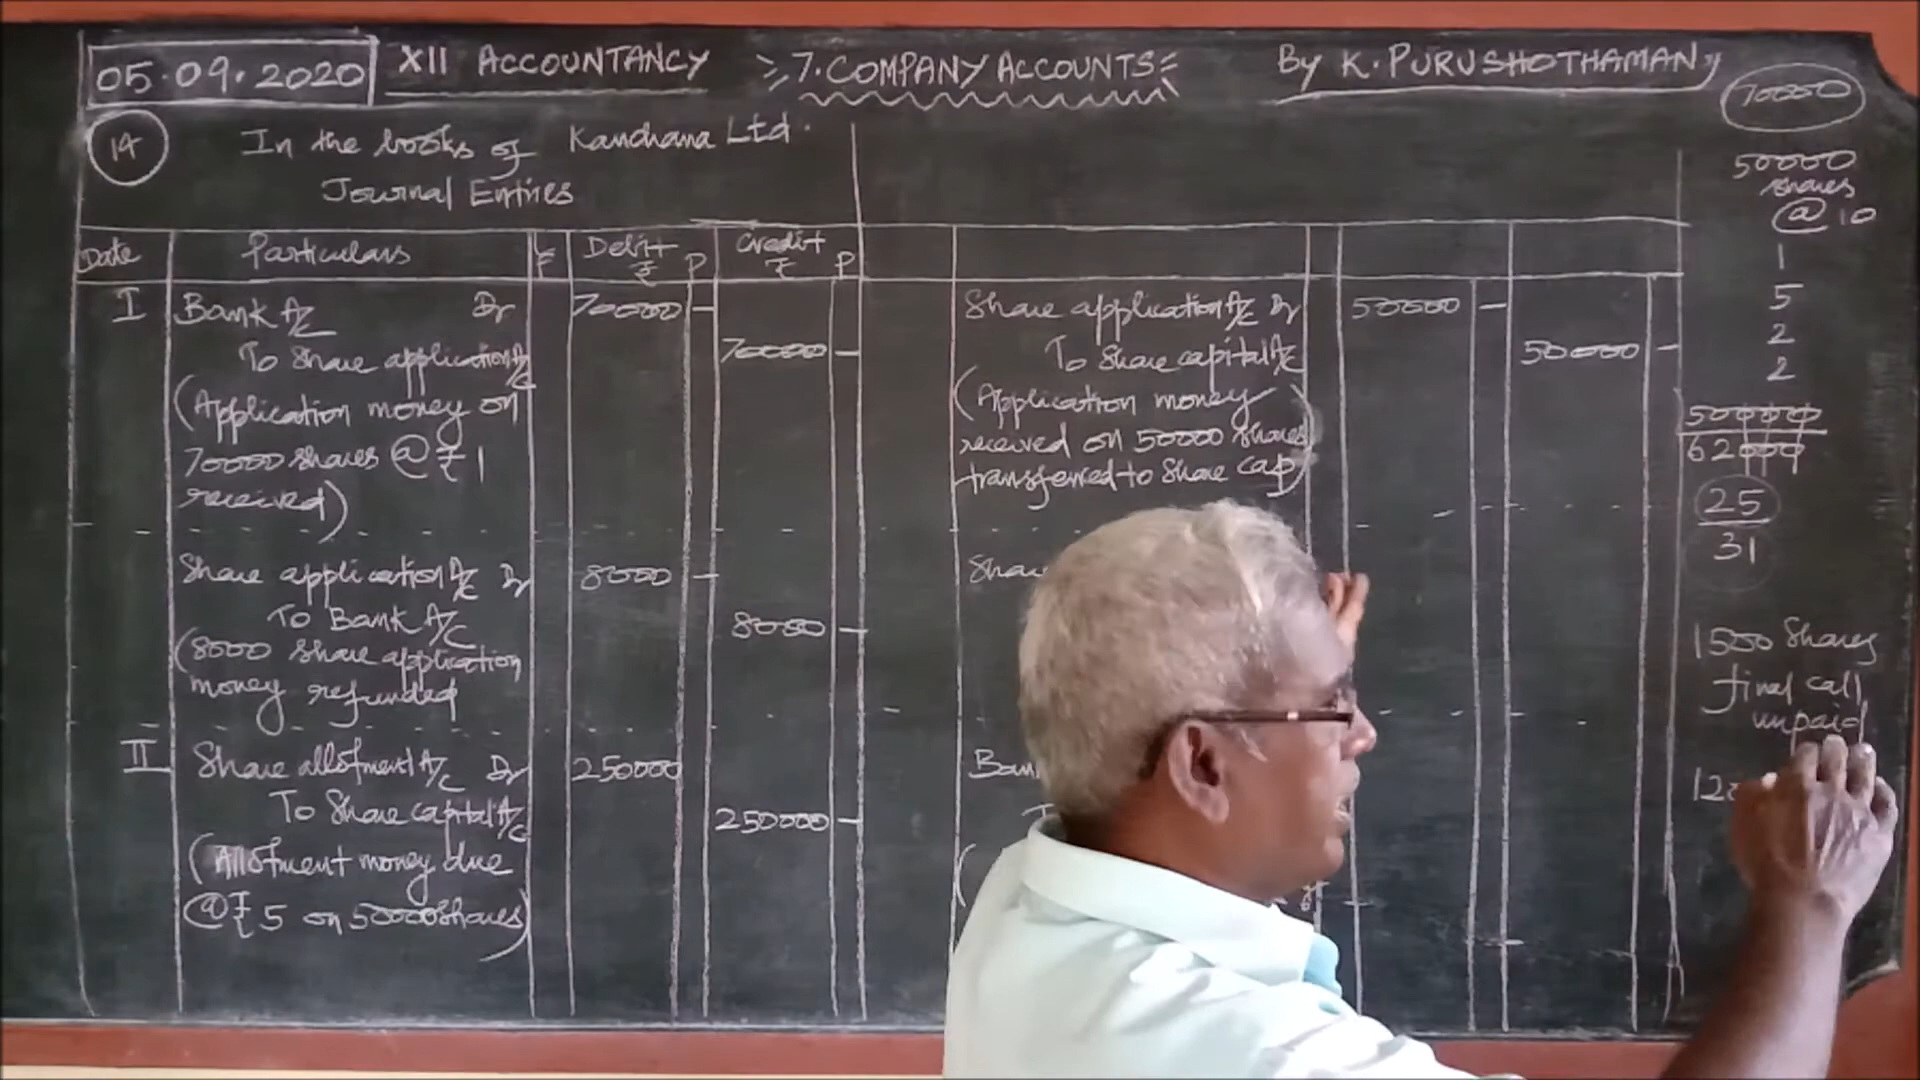 05.09.2020 XII ACCOUNTANCY 7. COMPANY ACCOUNTS By K. PURUSHOTHAMAN
14 In the books of Kanchana Ltd.
Journal Entries
Date Particulars L F Debit ₹ P Credit ₹ P
I Bank A/c Dr 70000 -
To Share application A/c 70000 -
(Application money on
70000 shares @ ₹ 1
received)
Share application A/c Dr 8000 -
To Bank A/c 8000 -
(8000 share application
money refunded
II Share allotment A/c Dr 250000
To Share capital A/c 250000 -
(Allotment money due
@ ₹ 5 on 50000 shares)
Share application A/c Dr 50000 -
To Share capital A/c 50000 -
(Application money
received on 50000 shares
transferred to Share cap)
70000
50000
shares
@ 10
1
5
2
2
50000
62000
25
31
1500 Shares
final call
unpaid